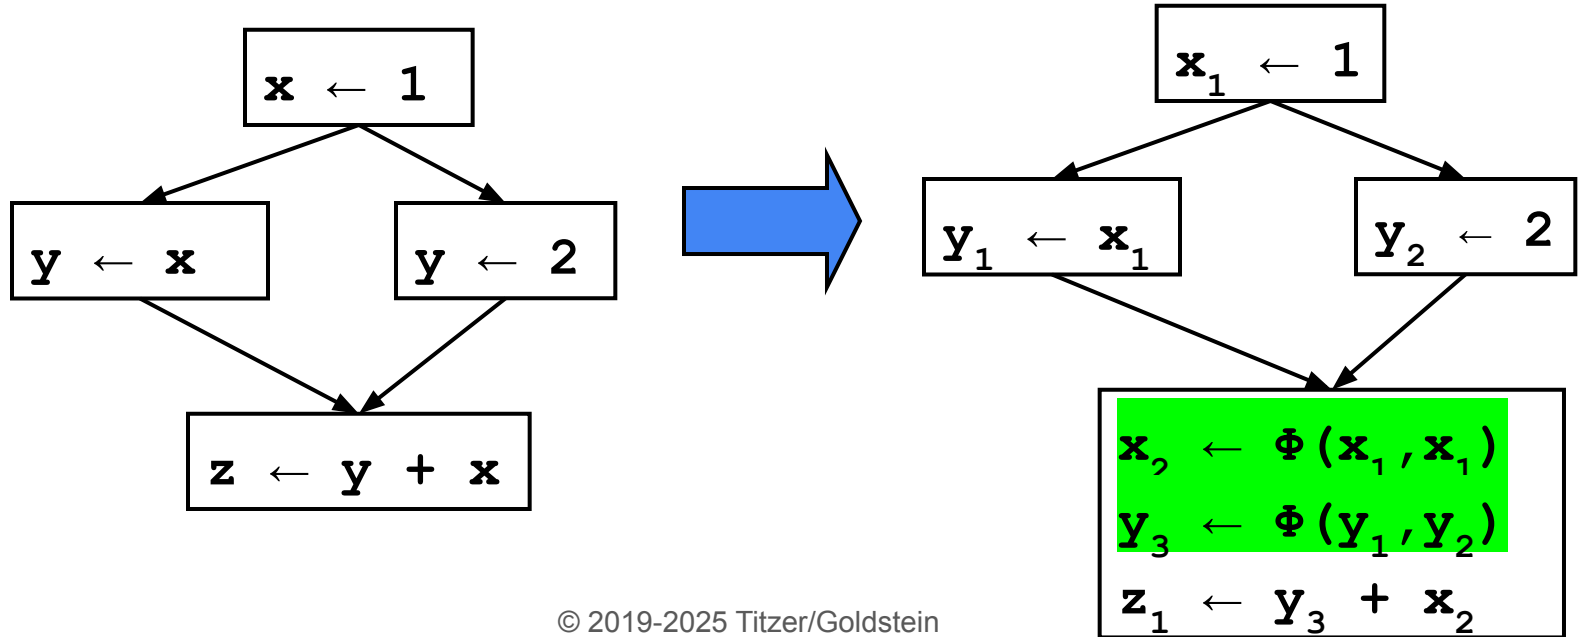 x ← 1
y ← x
y ← 2
z ← y + x
x₁ ← 1
y₁ ← x₁
y₂ ← 2
x₂ ← Φ(x₁,x₁)
y₃ ← Φ(y₁,y₂)
z₁ ← y₃ + x₂
© 2019-2025 Titzer/Goldstein